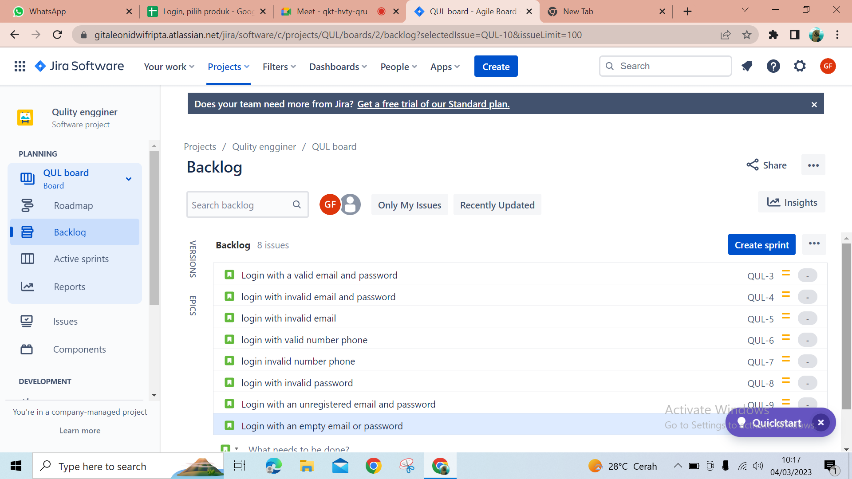 WhatsApp
Login, pilih produk - Goo
Meet - qkt-hvty-qru
QUL board - Agile Board
New Tab
gitaleonidwifripta.atlassian.net/jira/software/c/projects/QUL/boards/2/backlog?selectedIssue=QUL-10&issueLimit=100
Jira Software
Your work
Projects
Filters
Dashboards
People
Apps
Create
Search
GF
Qulity engginer
Software project
Does your team need more from Jira? Get a free trial of our Standard plan.
PLANNING
QUL board
Board
Roadmap
Backlog
Active sprints
Reports
Issues
Components
DEVELOPMENT
You're in a company-managed project
Learn more
Projects / Qulity engginer / QUL board
Backlog
Share
Search backlog
GF
Only My Issues
Recently Updated
Insights
VERSIONS
EPICS
Backlog 8 issues
Create sprint
Login with a valid email and password QUL-3 -
login with invalid email and password QUL-4 -
login with invalid email QUL-5 -
login with valid number phone QUL-6 -
login invalid number phone QUL-7 -
login with invalid password QUL-8 -
Login with an unregistered email and password QUL-9 -
Login with an empty email or password
What needs to be done?
Activate Windows
Go to Settings to
Quickstart
Type here to search
28°C Cerah
10:17
04/03/2023
1